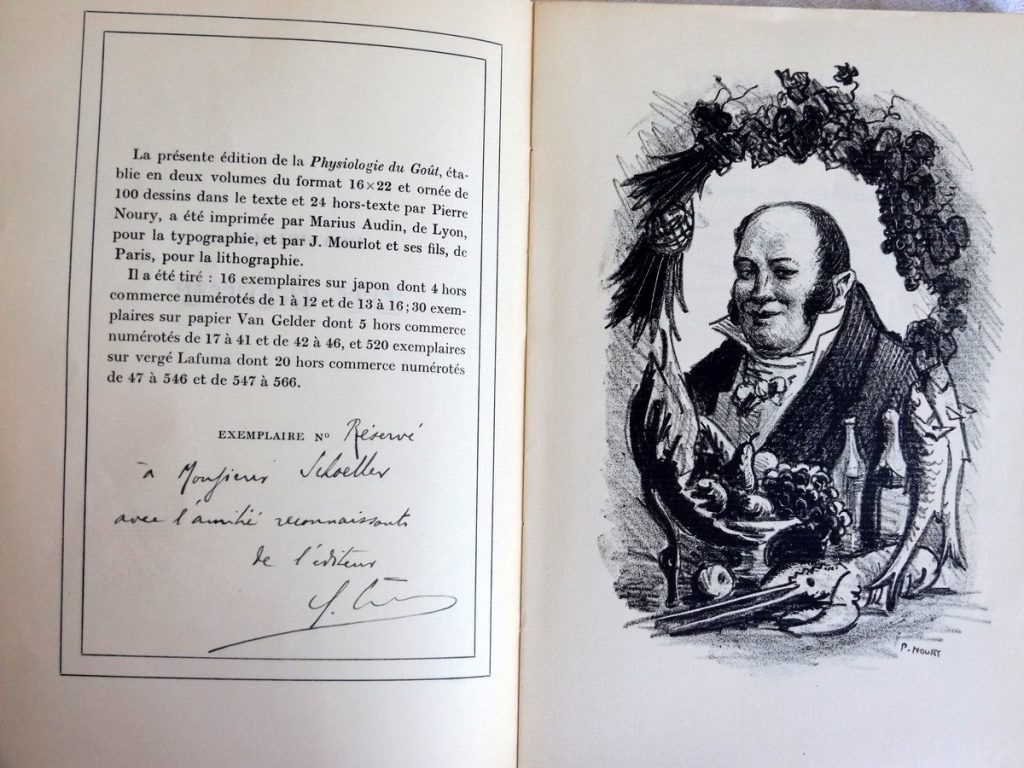 La présente édition de la Physiologie du Goût, éta-
blie en deux volumes du format 16×22 et ornée de
100 dessins dans le texte et 24 hors-texte par Pierre
Noury, a été imprimée par Marius Audin, de Lyon,
pour la typographie, et par J. Mourlot et ses fils, de
Paris, pour la lithographie.
Il a été tiré : 16 exemplaires sur japon dont 4 hors
commerce numérotés de 1 à 12 et de 13 à 16; 30 exem-
plaires sur papier Van Gelder dont 5 hors commerce
numérotés de 17 à 41 et de 42 à 46, et 520 exemplaires
sur vergé Lafuma dont 20 hors commerce numérotés
de 47 à 546 et de 547 à 566.
EXEMPLAIRE Nº Réservé
à Monsieur Schoeller
avec l'amitié reconnaissante
de l'éditeur
P. NOURY